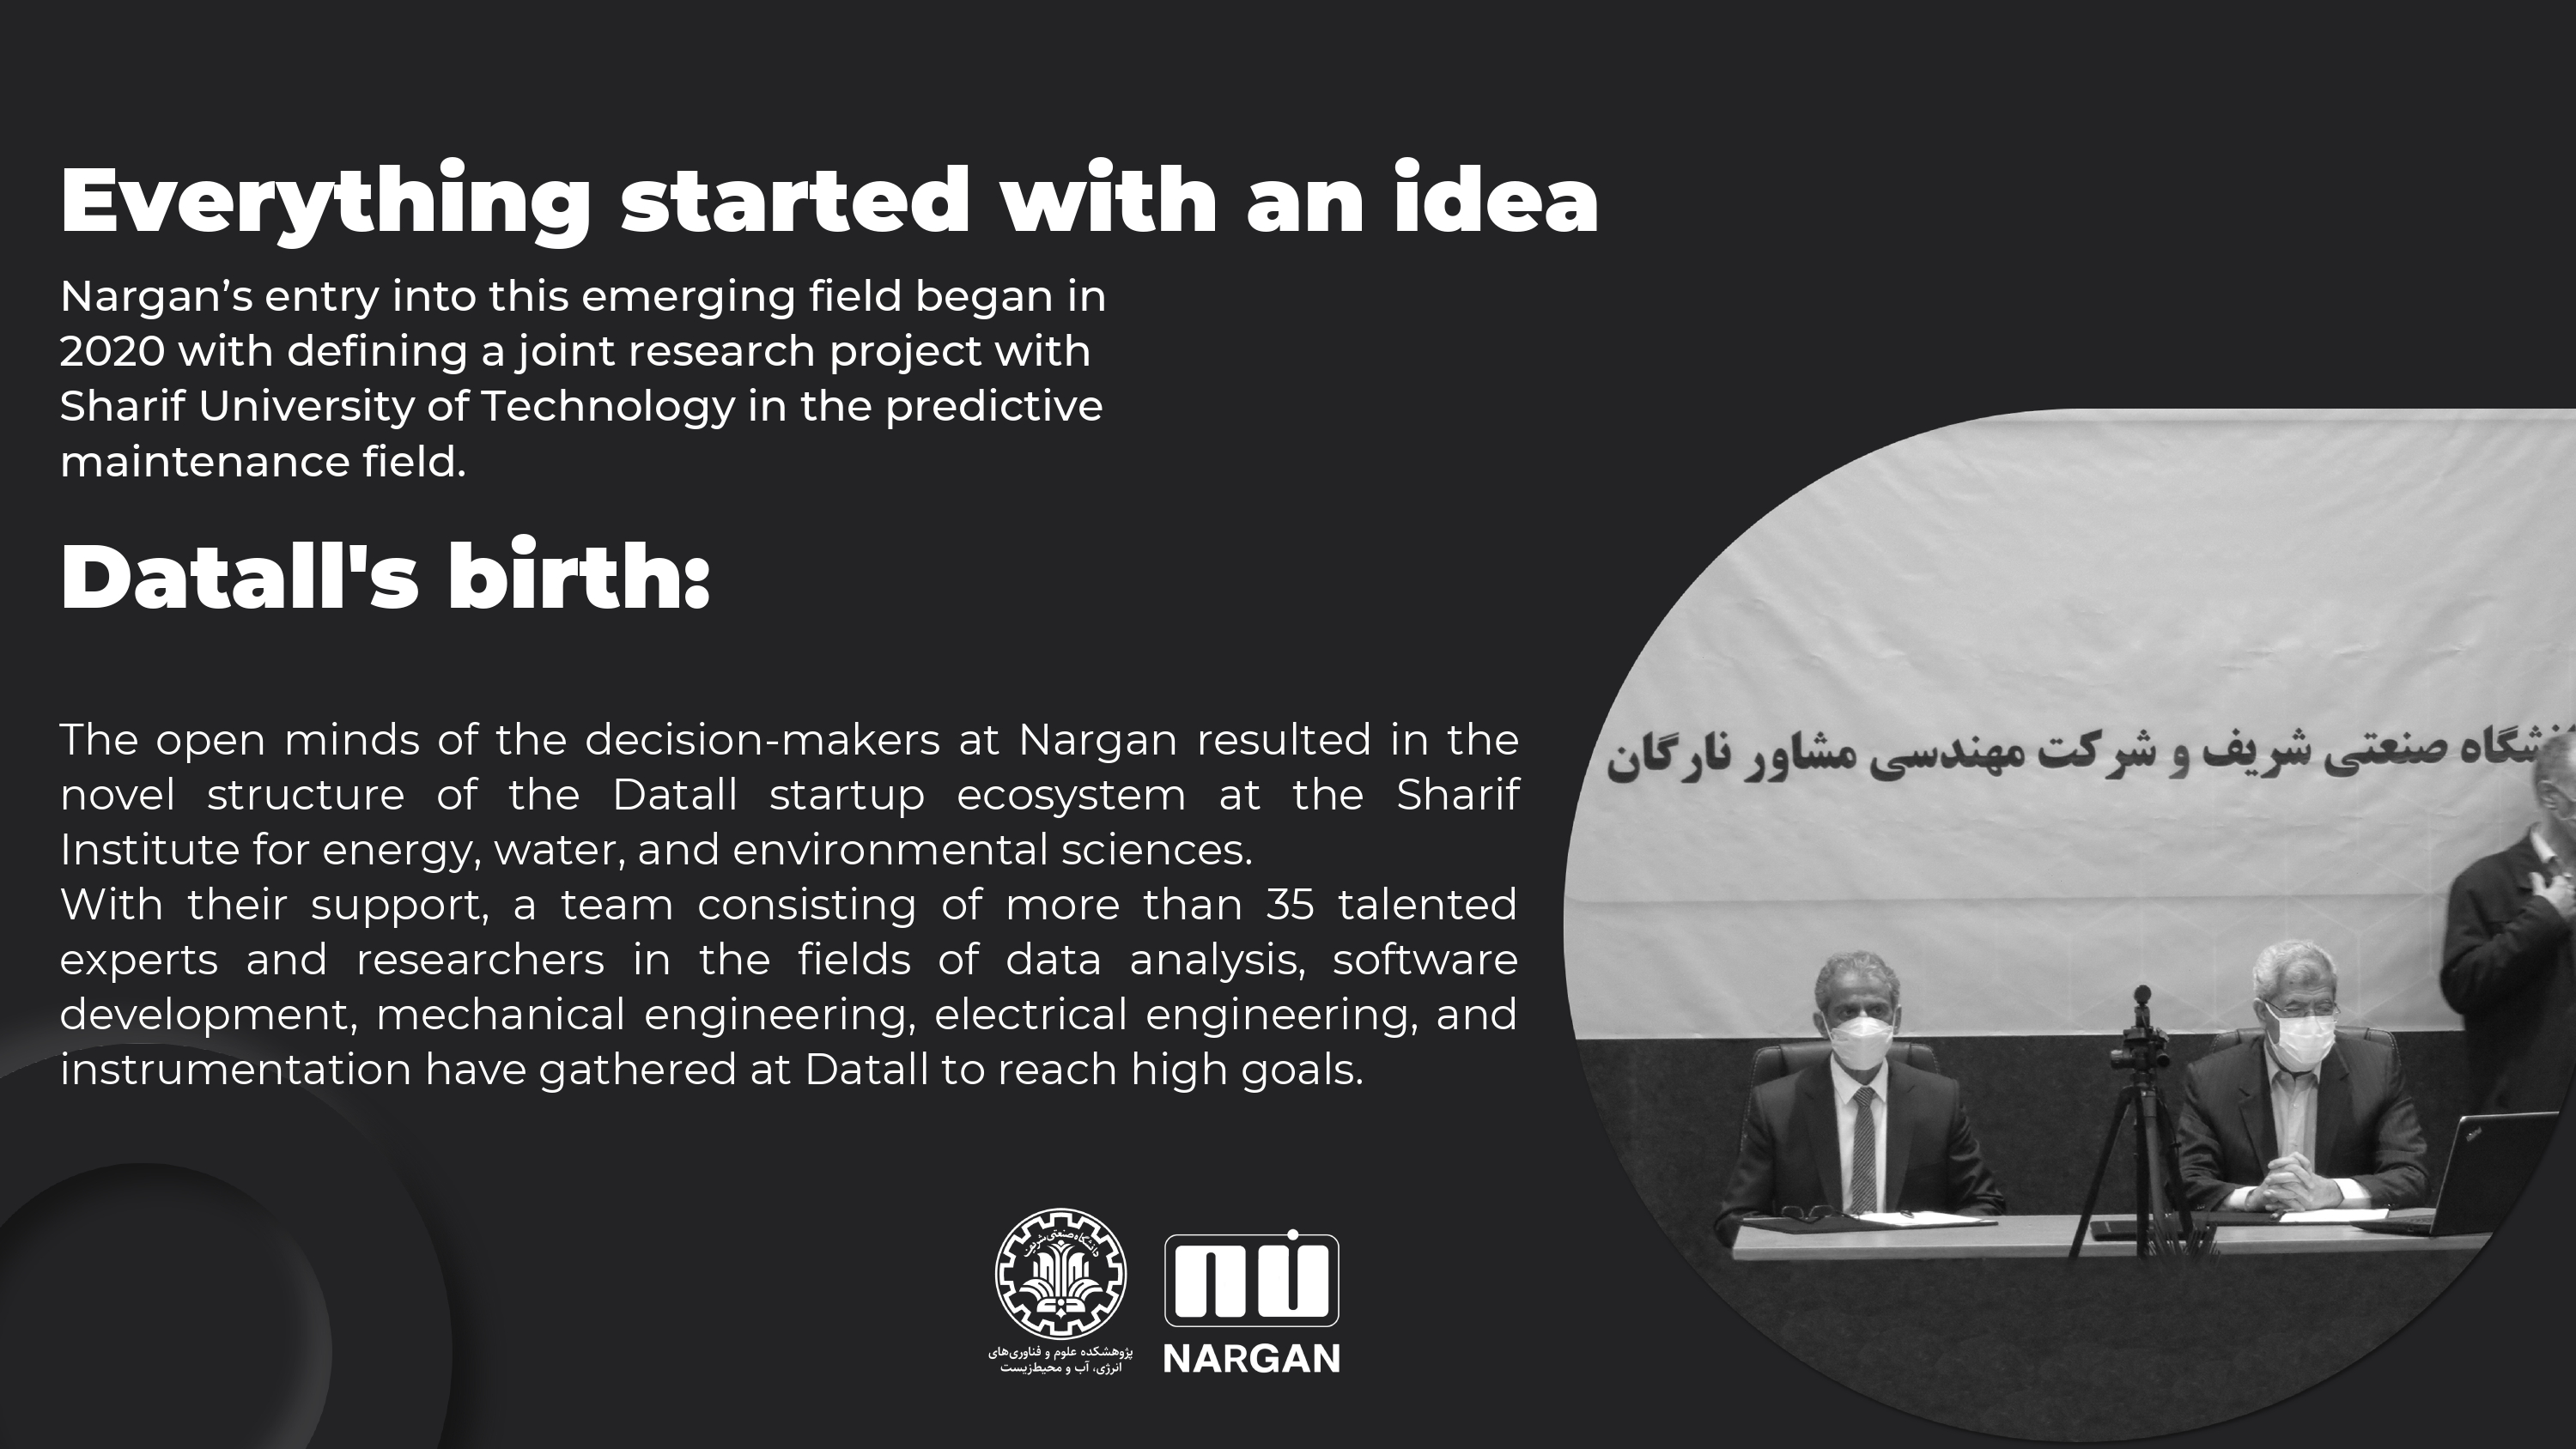 Everything started with an idea
Nargan’s entry into this emerging field began in
2020 with defining a joint research project with
Sharif University of Technology in the predictive
maintenance field.
Datall's birth:
The open minds of the decision-makers at Nargan resulted in the
novel structure of the Datall startup ecosystem at the Sharif
Institute for energy, water, and environmental sciences.
With their support, a team consisting of more than 35 talented
experts and researchers in the fields of data analysis, software
development, mechanical engineering, electrical engineering, and
instrumentation have gathered at Datall to reach high goals.
صنعتی شریف و شرکت مهندسی مشاور نارگان
دانشگاه صنعتی شریف
پژوهشکده علوم و فناوری‌های
انرژی، آب و محیط‌زیست
NARGAN